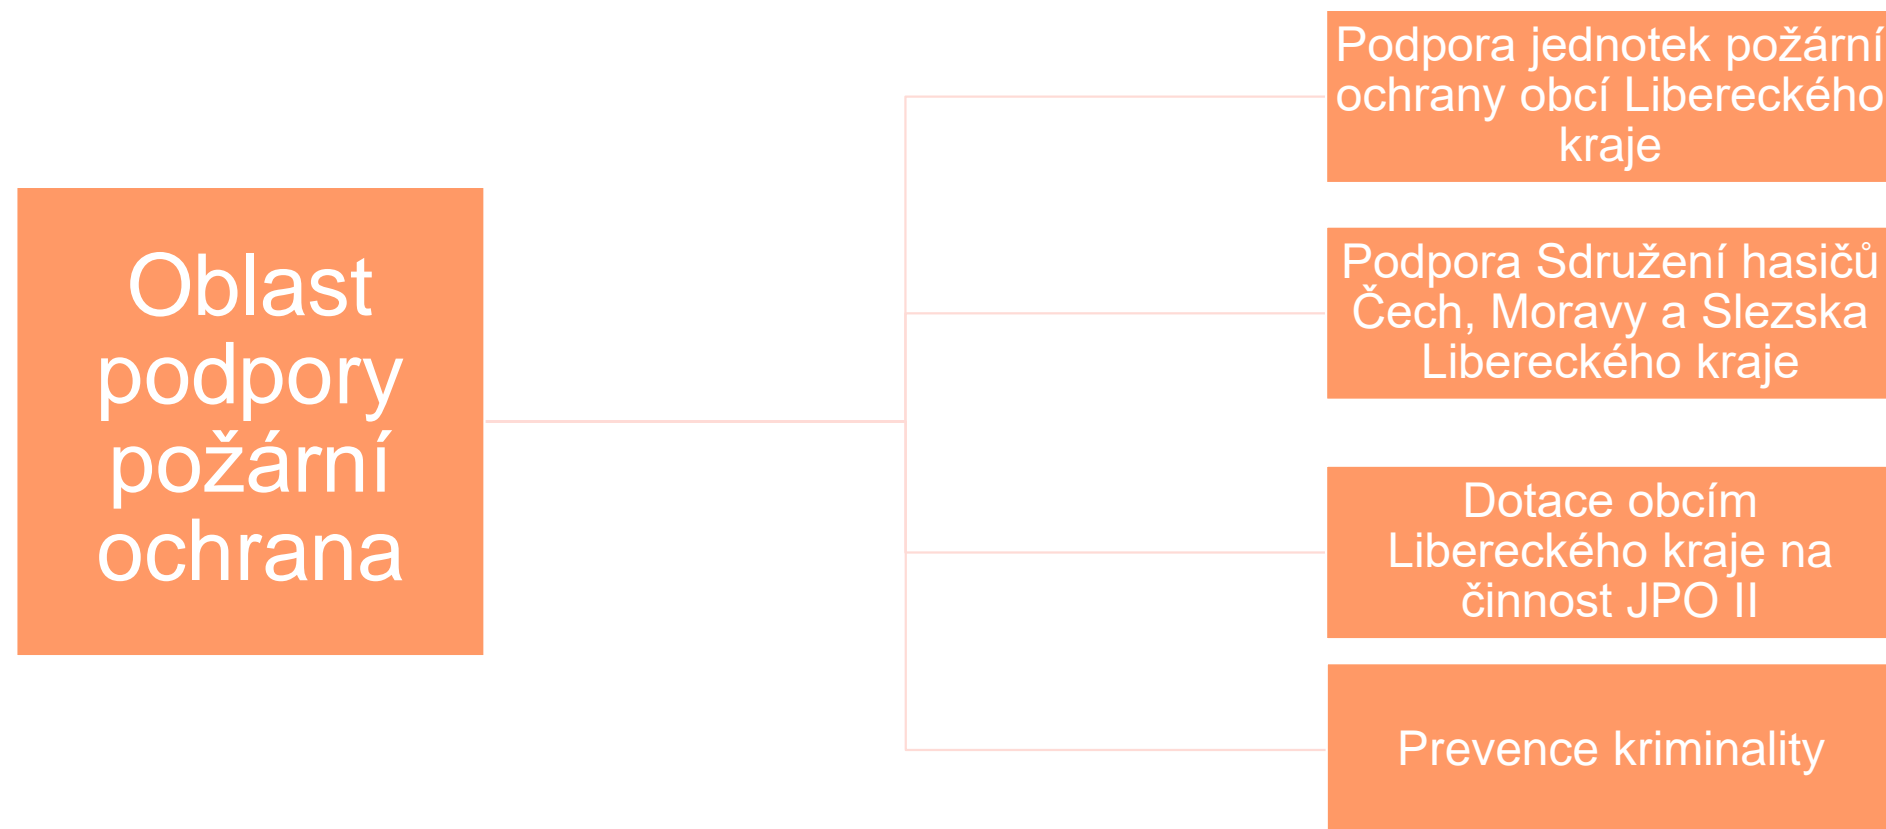 Oblast
podpory
požární
ochrana
Podpora jednotek požární
ochrany obcí Libereckého
kraje
Podpora Sdružení hasičů
Čech, Moravy a Slezska
Libereckého kraje
Dotace obcím
Libereckého kraje na
činnost JPO II
Prevence kriminality